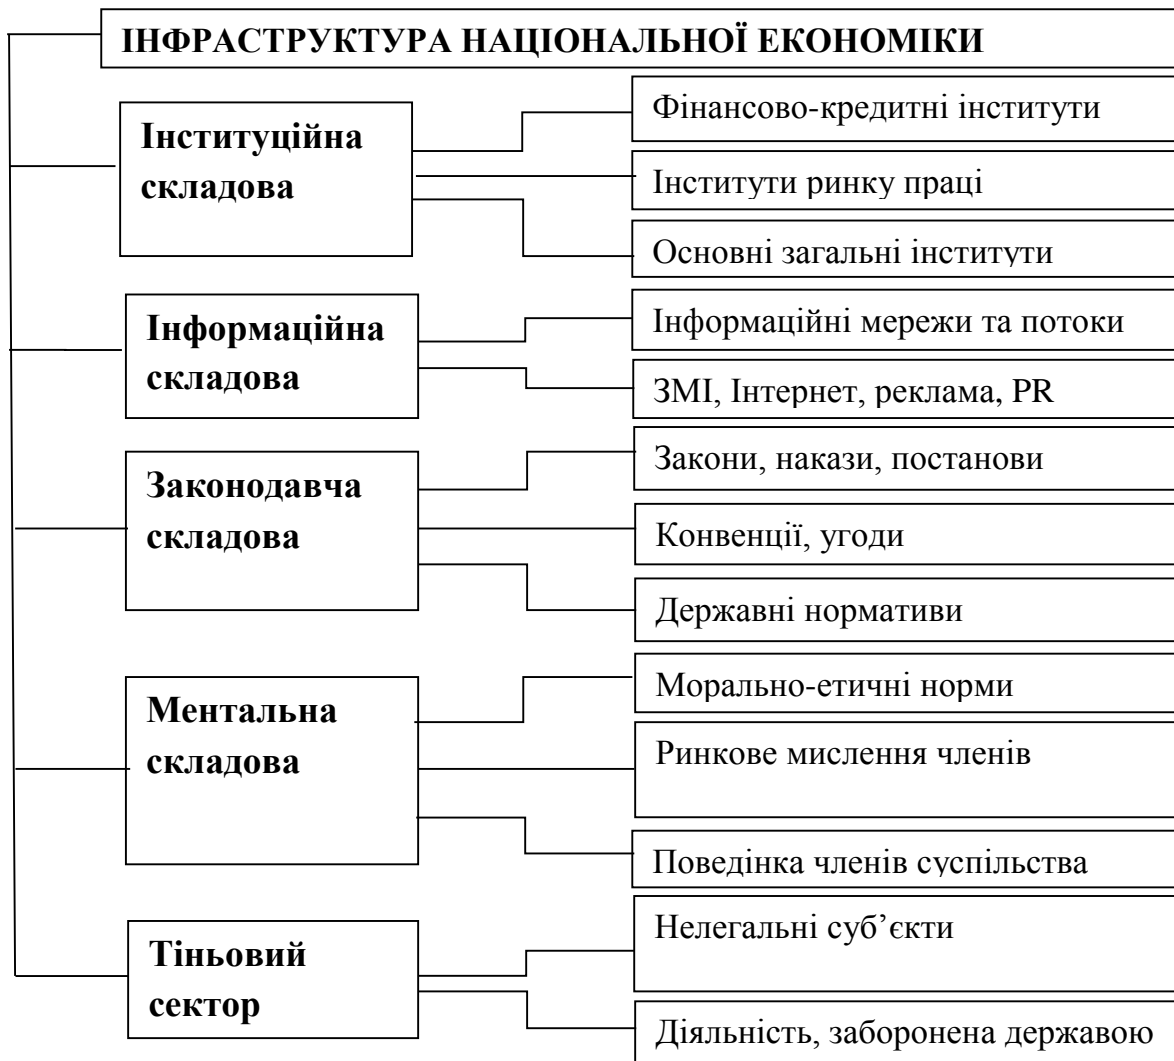 ІНФРАСТРУКТУРА НАЦІОНАЛЬНОЇ ЕКОНОМІКИ
Інституційна
складова
Фінансово-кредитні інститути
Інститути ринку праці
Основні загальні інститути
Інформаційна
складова
Інформаційні мережи та потоки
ЗМІ, Інтернет, реклама, PR
Законодавча
складова
Закони, накази, постанови
Конвенції, угоди
Державні нормативи
Ментальна
складова
Морально-етичні норми
Ринкове мислення членів
Поведінка членів суспільства
Тіньовий
сектор
Нелегальні суб’єкти
Діяльність, заборонена державою